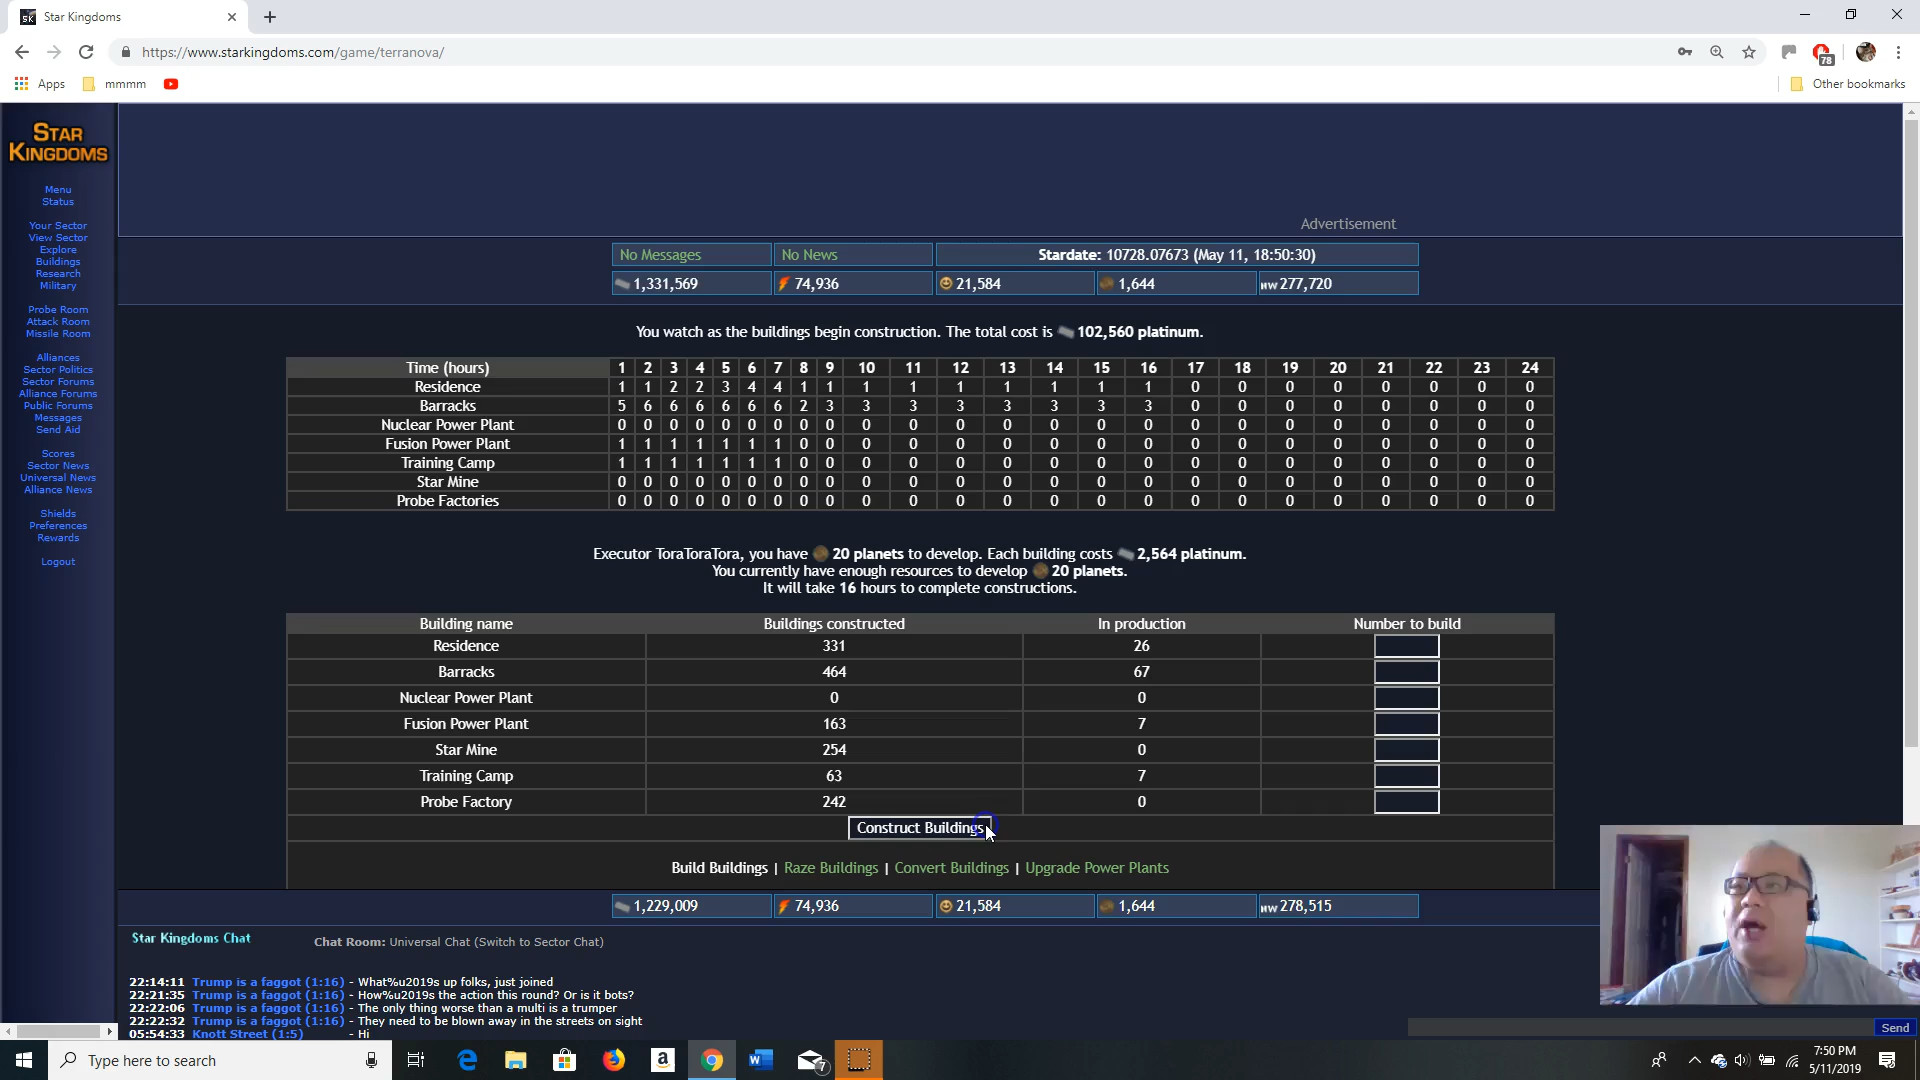 Star Kingdoms
https://www.starkingdoms.com/game/terranova/
78
Apps mmmm Other bookmarks
STAR KINGDOMS
Menu
Status
Your Sector
View Sector
Explore
Buildings
Research
Military
Probe Room
Attack Room
Missile Room
Alliances
Sector Politics
Sector Forums
Alliance Forums
Public Forums
Messages
Send Aid
Scores
Sector News
Universal News
Alliance News
Shields
Preferences
Rewards
Logout
Advertisement
No Messages No News Stardate: 10728.07673 (May 11, 18:50:30)
1,331,569 74,936 21,584 1,644 NW 277,720
You watch as the buildings begin construction. The total cost is 102,560 platinum.
Time (hours) 1 2 3 4 5 6 7 8 9 10 11 12 13 14 15 16 17 18 19 20 21 22 23 24
Residence 1 1 2 2 3 4 4 1 1 1 1 1 1 1 1 1 0 0 0 0 0 0 0 0
Barracks 5 6 6 6 6 6 6 2 3 3 3 3 3 3 3 3 0 0 0 0 0 0 0 0
Nuclear Power Plant 0 0 0 0 0 0 0 0 0 0 0 0 0 0 0 0 0 0 0 0 0 0 0 0
Fusion Power Plant 1 1 1 1 1 1 1 0 0 0 0 0 0 0 0 0 0 0 0 0 0 0 0 0
Training Camp 1 1 1 1 1 1 1 0 0 0 0 0 0 0 0 0 0 0 0 0 0 0 0 0
Star Mine 0 0 0 0 0 0 0 0 0 0 0 0 0 0 0 0 0 0 0 0 0 0 0 0
Probe Factories 0 0 0 0 0 0 0 0 0 0 0 0 0 0 0 0 0 0 0 0 0 0 0 0
Executor ToraToraTora, you have 20 planets to develop. Each building costs 2,564 platinum.
You currently have enough resources to develop 20 planets.
It will take 16 hours to complete constructions.
Building name Buildings constructed In production Number to build
Residence 331 26
Barracks 464 67
Nuclear Power Plant 0 0
Fusion Power Plant 163 7
Star Mine 254 0
Training Camp 63 7
Probe Factory 242 0
Construct Buildings
Build Buildings | Raze Buildings | Convert Buildings | Upgrade Power Plants
1,229,009 74,936 21,584 1,644 NW 278,515
Star Kingdoms Chat Chat Room: Universal Chat (Switch to Sector Chat)
22:14:11 Trump is a faggot (1:16) - What%u2019s up folks, just joined
22:21:35 Trump is a faggot (1:16) - How%u2019s the action this round? Or is it bots?
22:22:06 Trump is a faggot (1:16) - The only thing worse than a multi is a trumper
22:22:32 Trump is a faggot (1:16) - They need to be blown away in the streets on sight
05:54:33 Knott Street (1:5) - Hi
Send
Type here to search
7
7:50 PM
5/11/2019